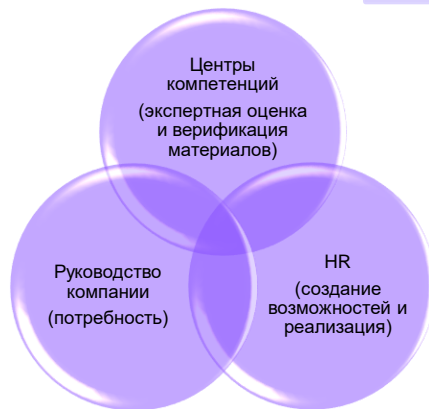 Центры
компетенций
(экспертная оценка
и верификация
материалов)
Руководство
компании
(потребность)
HR
(создание
возможностей и
реализация)